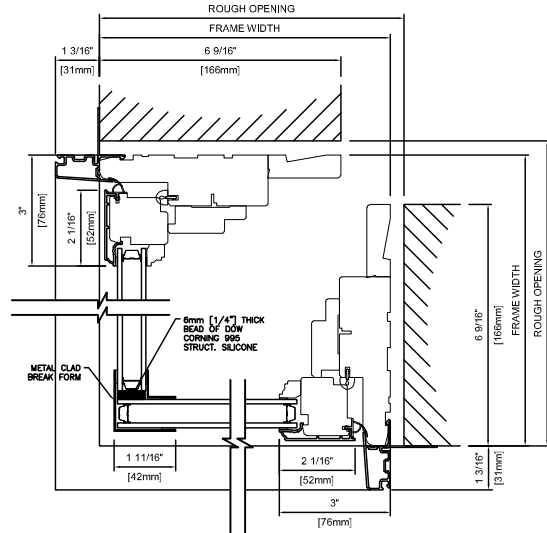 ROUGH OPENING
FRAME WIDTH
1 3/16"
[31mm]
6 9/16"
[166mm]
3"
[76mm]
2 1/16"
[52mm]
6mm [1/4"] THICK
BEAD OF DOW
CORNING 995
STRUCT. SILICONE
METAL CLAD
BREAK FORM
6 9/16"
[166mm]
FRAME WIDTH
ROUGH OPENING
1 11/16"
[42mm]
2 1/16"
[52mm]
1 3/16"
[31mm]
3"
[76mm]